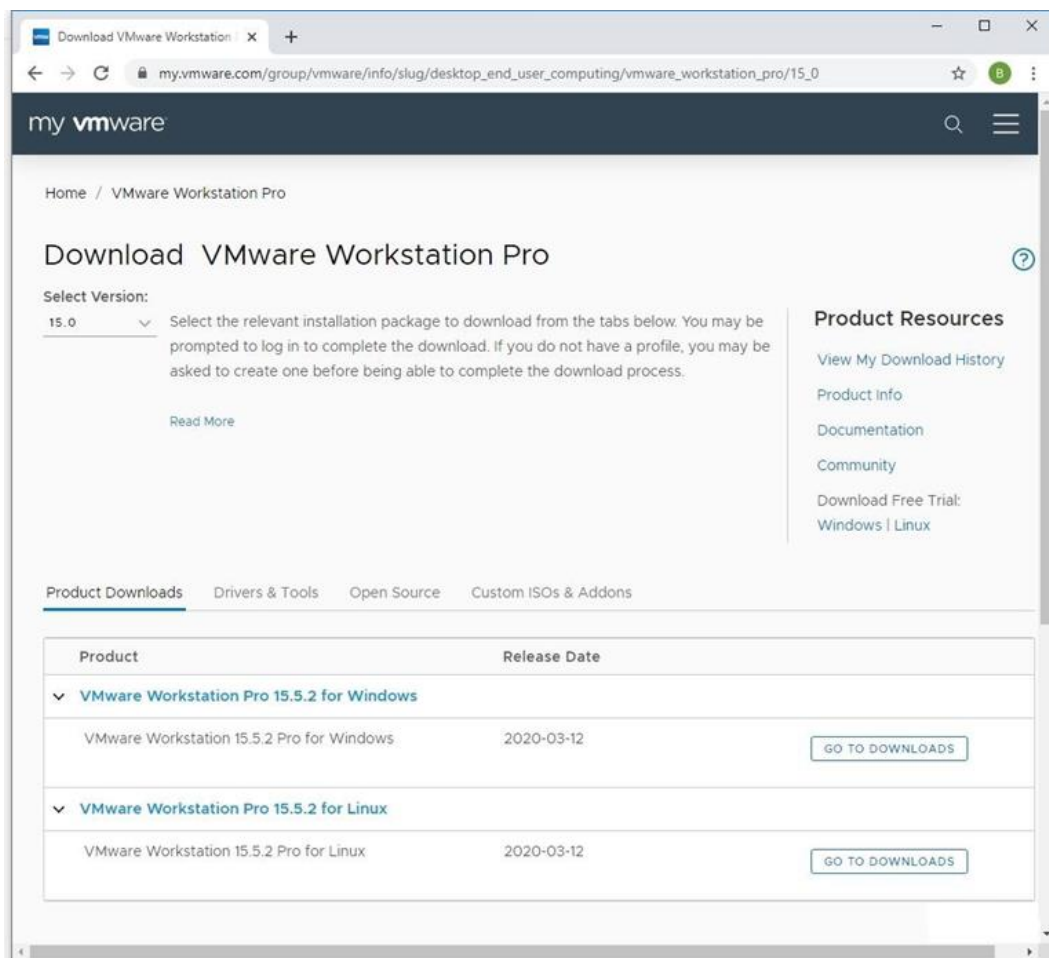 Download VMware Workstation
my.vmware.com/group/vmware/info/slug/desktop_end_user_computing/vmware_workstation_pro/15_0
B
my vmware
Home / VMware Workstation Pro
Download VMware Workstation Pro
Select Version:
15.0
Select the relevant installation package to download from the tabs below. You may be
prompted to log in to complete the download. If you do not have a profile, you may be
asked to create one before being able to complete the download process.
Read More
Product Resources
View My Download History
Product Info
Documentation
Community
Download Free Trial:
Windows | Linux
Product Downloads Drivers & Tools Open Source Custom ISOs & Addons
Product Release Date
VMware Workstation Pro 15.5.2 for Windows
VMware Workstation 15.5.2 Pro for Windows 2020-03-12 GO TO DOWNLOADS
VMware Workstation Pro 15.5.2 for Linux
VMware Workstation 15.5.2 Pro for Linux 2020-03-12 GO TO DOWNLOADS